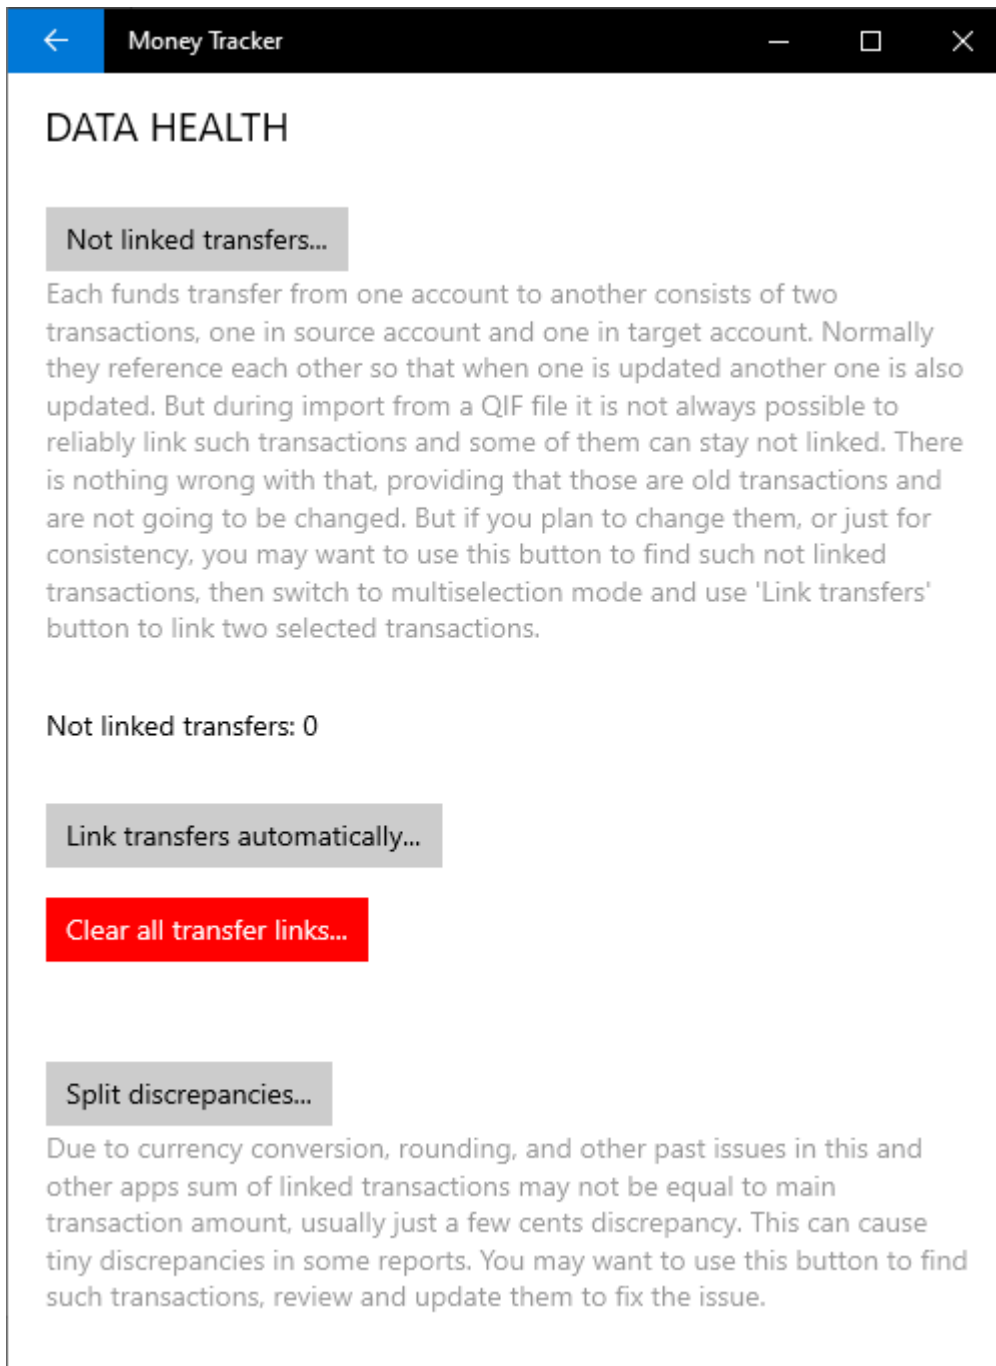 Money Tracker
DATA HEALTH
Not linked transfers...
Each funds transfer from one account to another consists of two
transactions, one in source account and one in target account. Normally
they reference each other so that when one is updated another one is also
updated. But during import from a QIF file it is not always possible to
reliably link such transactions and some of them can stay not linked. There
is nothing wrong with that, providing that those are old transactions and
are not going to be changed. But if you plan to change them, or just for
consistency, you may want to use this button to find such not linked
transactions, then switch to multiselection mode and use 'Link transfers'
button to link two selected transactions.
Not linked transfers: 0
Link transfers automatically...
Clear all transfer links...
Split discrepancies...
Due to currency conversion, rounding, and other past issues in this and
other apps sum of linked transactions may not be equal to main
transaction amount, usually just a few cents discrepancy. This can cause
tiny discrepancies in some reports. You may want to use this button to find
such transactions, review and update them to fix the issue.